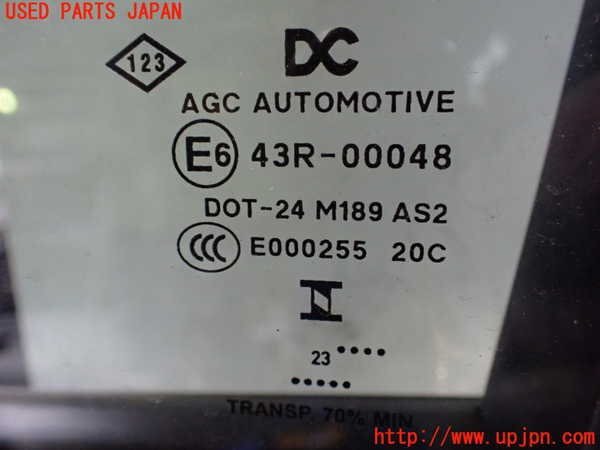 USED PARTS JAPAN
123 DC
AGC AUTOMOTIVE
E6 43R-00048
DOT-24 M189 AS2
CCC E000255 20C
23 ····
·····
TRANSP. 70% MIN
http://www.upjpn.com/